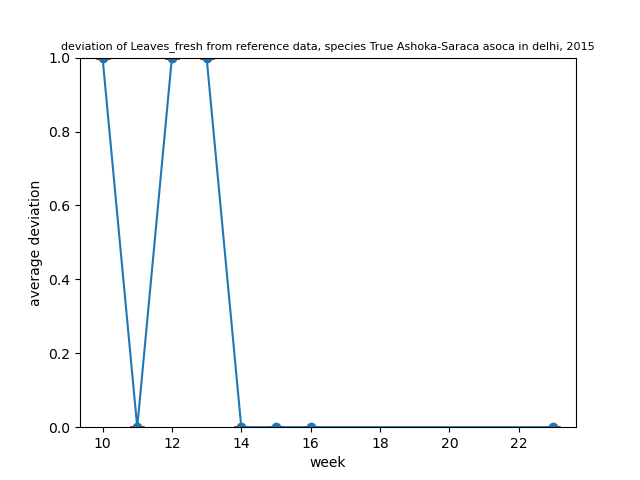 deviation of Leaves_fresh from reference data, species True Ashoka-Saraca asoca in delhi, 2015
1.0
0.8
0.6
0.4
0.2
0.0
average deviation
10 12 14 16 18 20 22
week